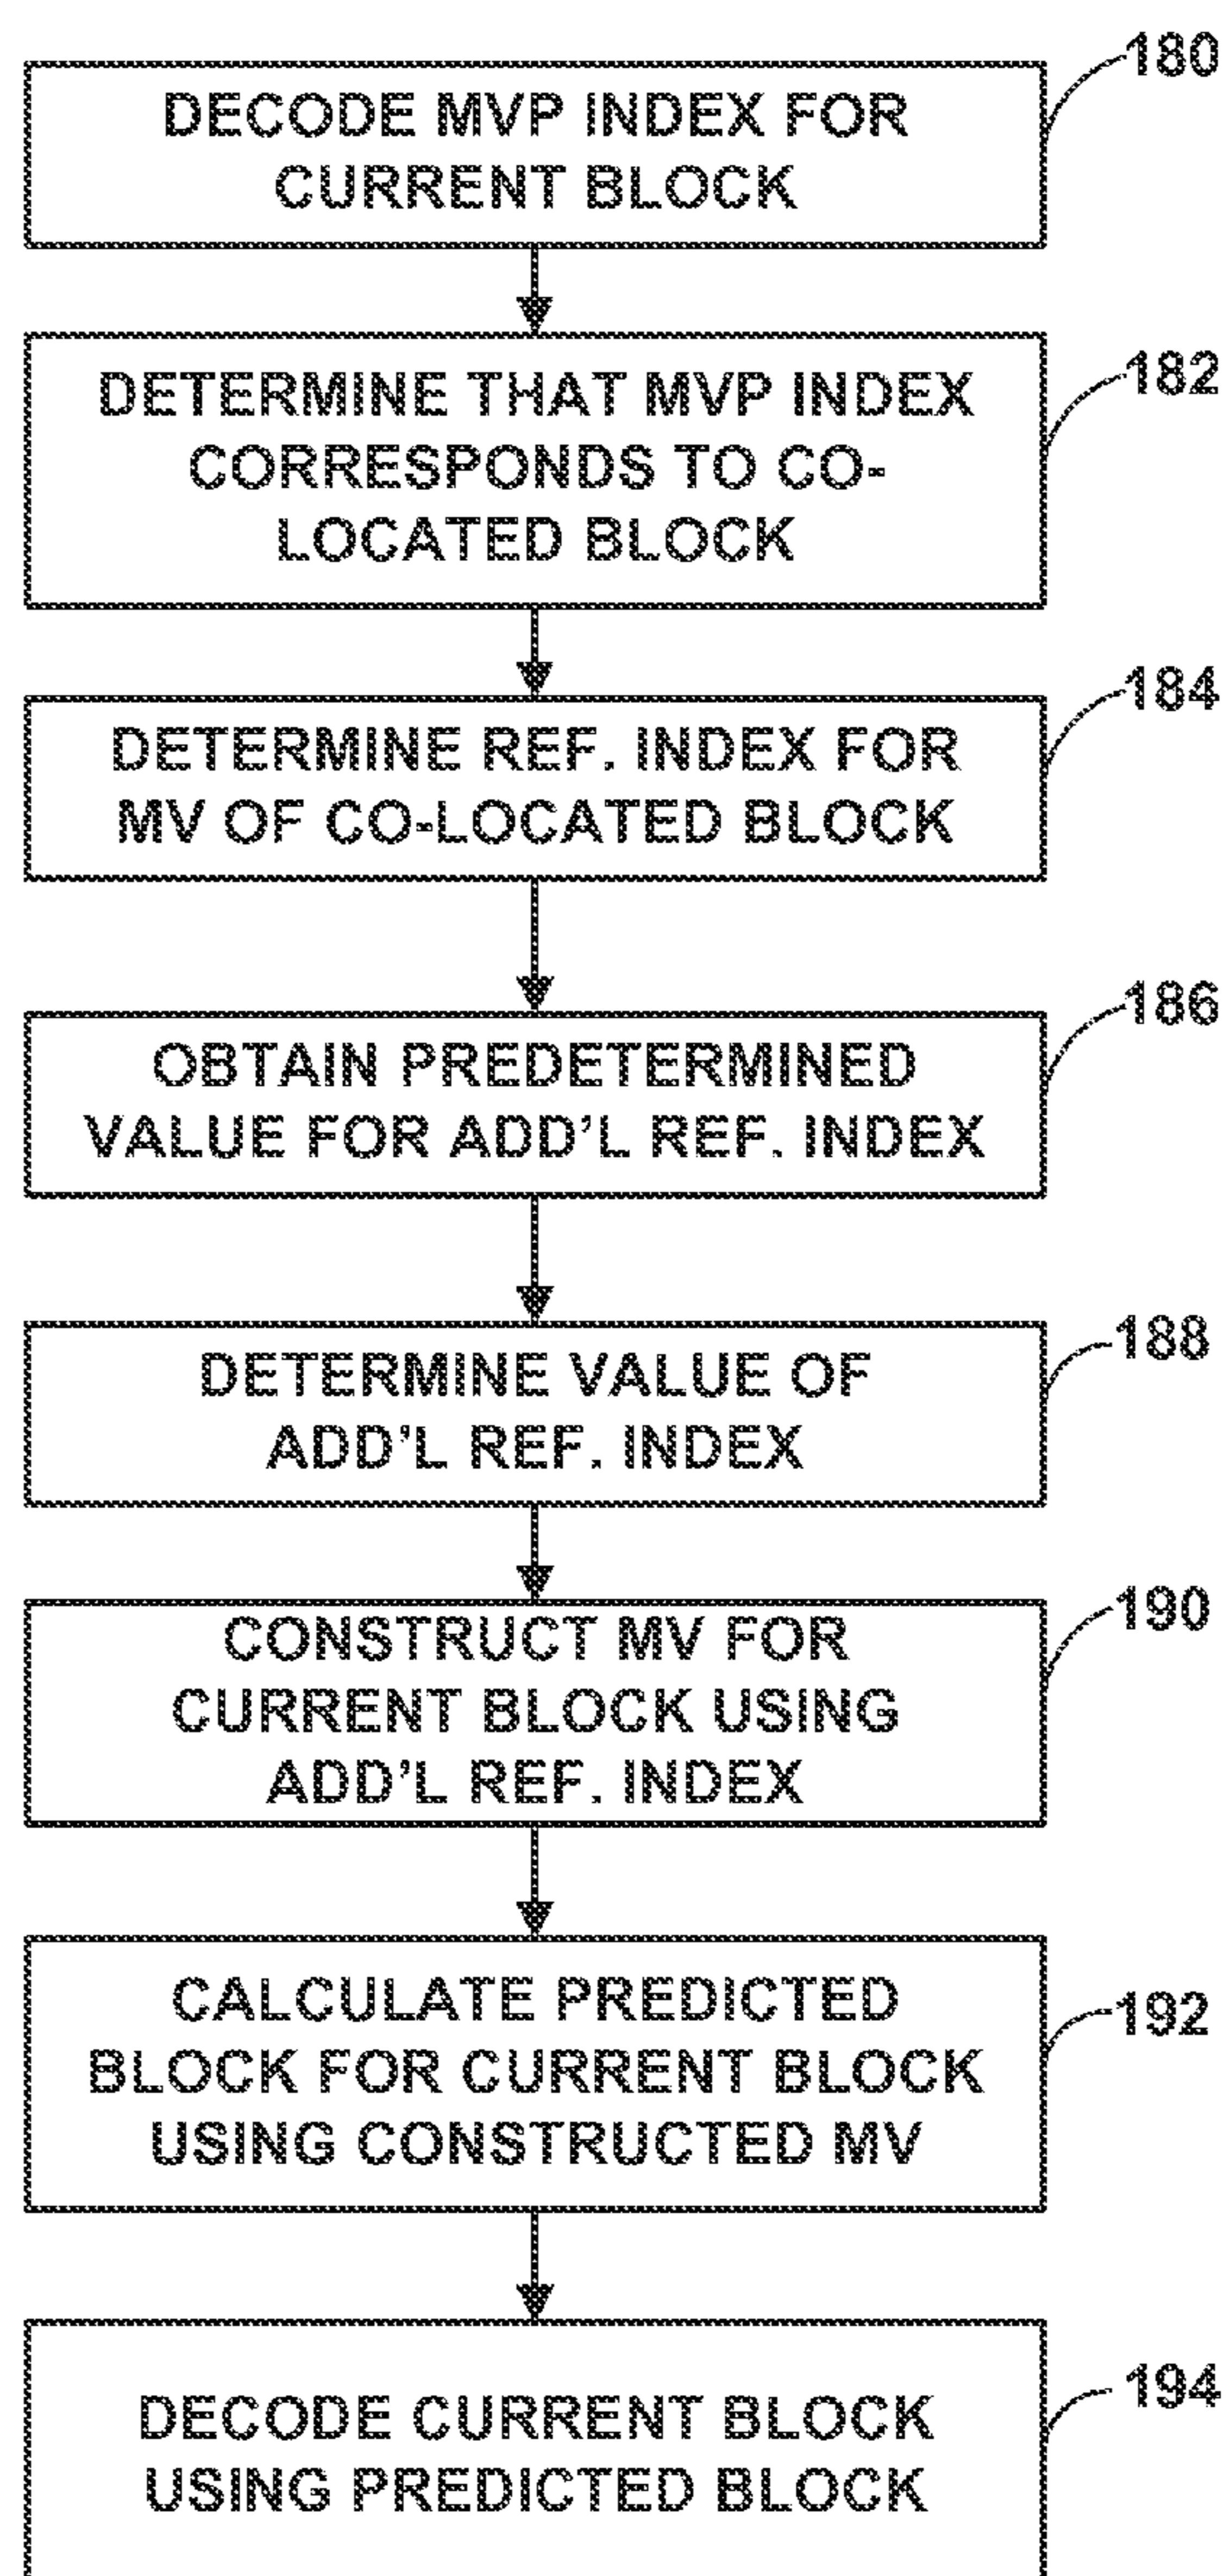 180
DECODE MVP INDEX FOR
CURRENT BLOCK
182
DETERMINE THAT MVP INDEX
CORRESPONDS TO CO-
LOCATED BLOCK
184
DETERMINE REF. INDEX FOR
MV OF CO-LOCATED BLOCK
186
OBTAIN PREDETERMINED
VALUE FOR ADD'L REF. INDEX
188
DETERMINE VALUE OF
ADD'L REF. INDEX
190
CONSTRUCT MV FOR
CURRENT BLOCK USING
ADD'L REF. INDEX
192
CALCULATE PREDICTED
BLOCK FOR CURRENT BLOCK
USING CONSTRUCTED MV
194
DECODE CURRENT BLOCK
USING PREDICTED BLOCK